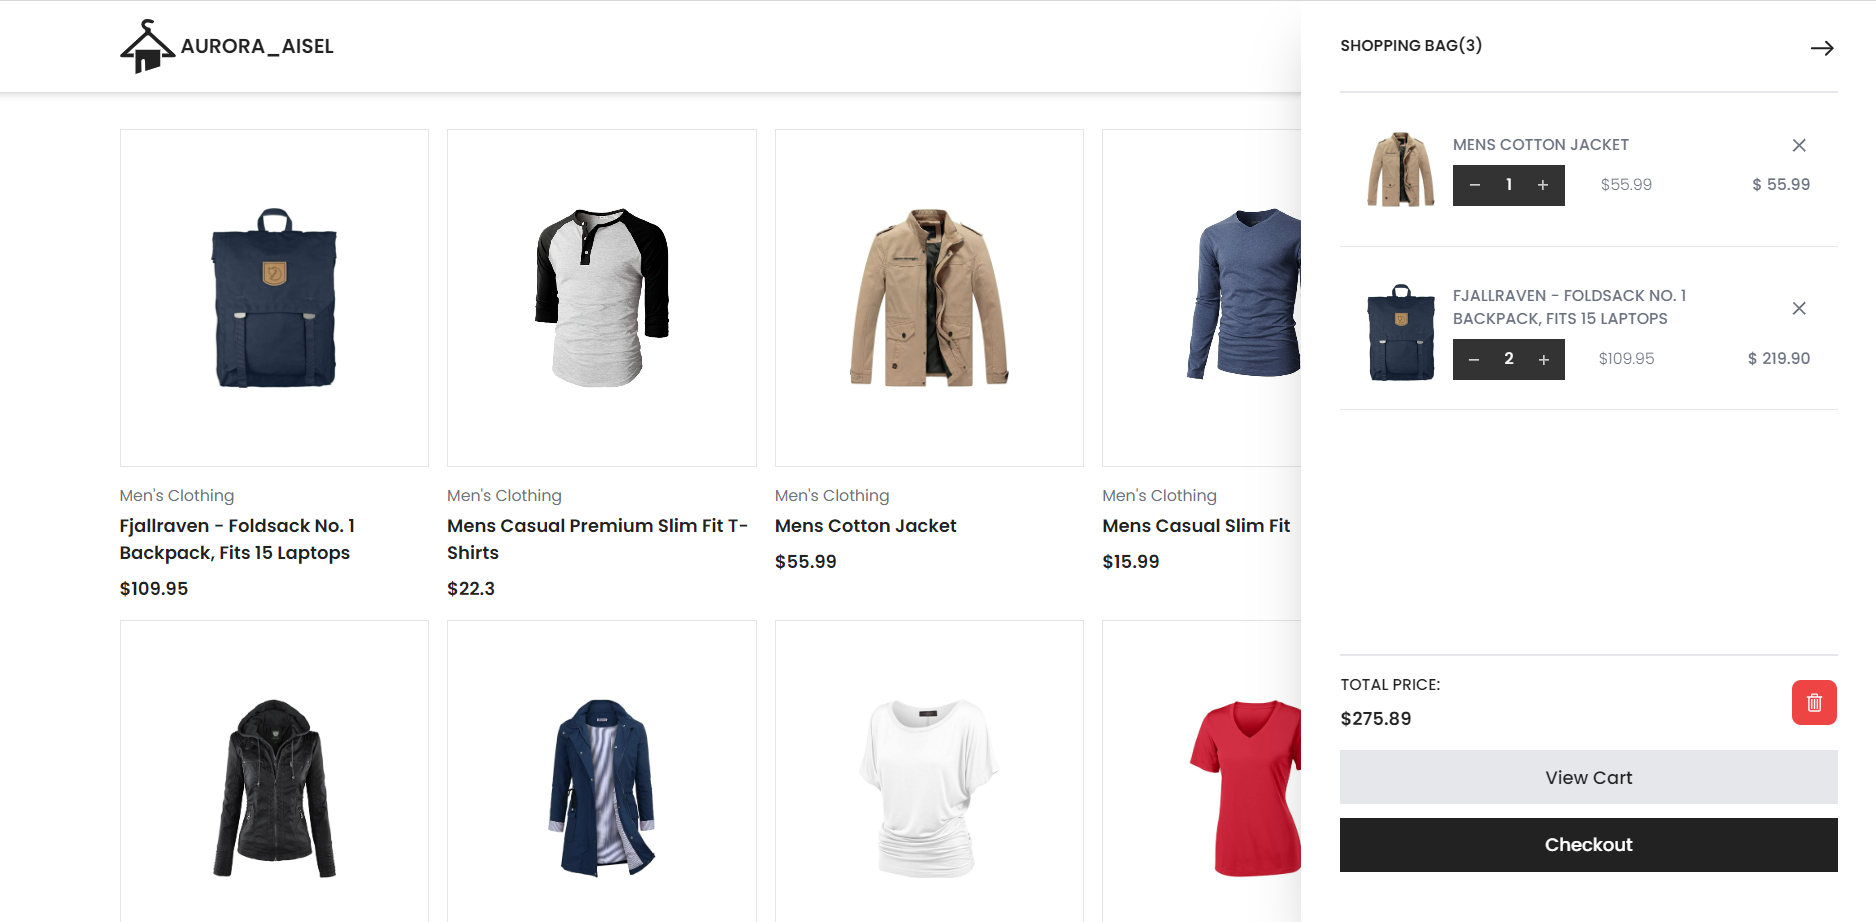 AURORA_AISEL
Men's Clothing
Fjallraven - Foldsack No. 1
Backpack, Fits 15 Laptops
$109.95
Men's Clothing
Mens Casual Premium Slim Fit T-
Shirts
$22.3
Men's Clothing
Mens Cotton Jacket
$55.99
Men's Clothing
Mens Casual Slim Fit
$15.99
SHOPPING BAG(3)
MENS COTTON JACKET
− 1 + $55.99 $ 55.99
FJALLRAVEN - FOLDSACK NO. 1
BACKPACK, FITS 15 LAPTOPS
− 2 + $109.95 $ 219.90
TOTAL PRICE:
$275.89
View Cart
Checkout